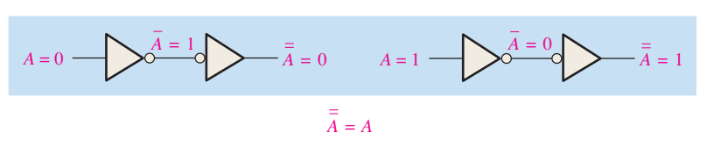 A = 0 A̅ = 1 A̿ = 0 A = 1 A̅ = 0 A̿ = 1
A̿ = A